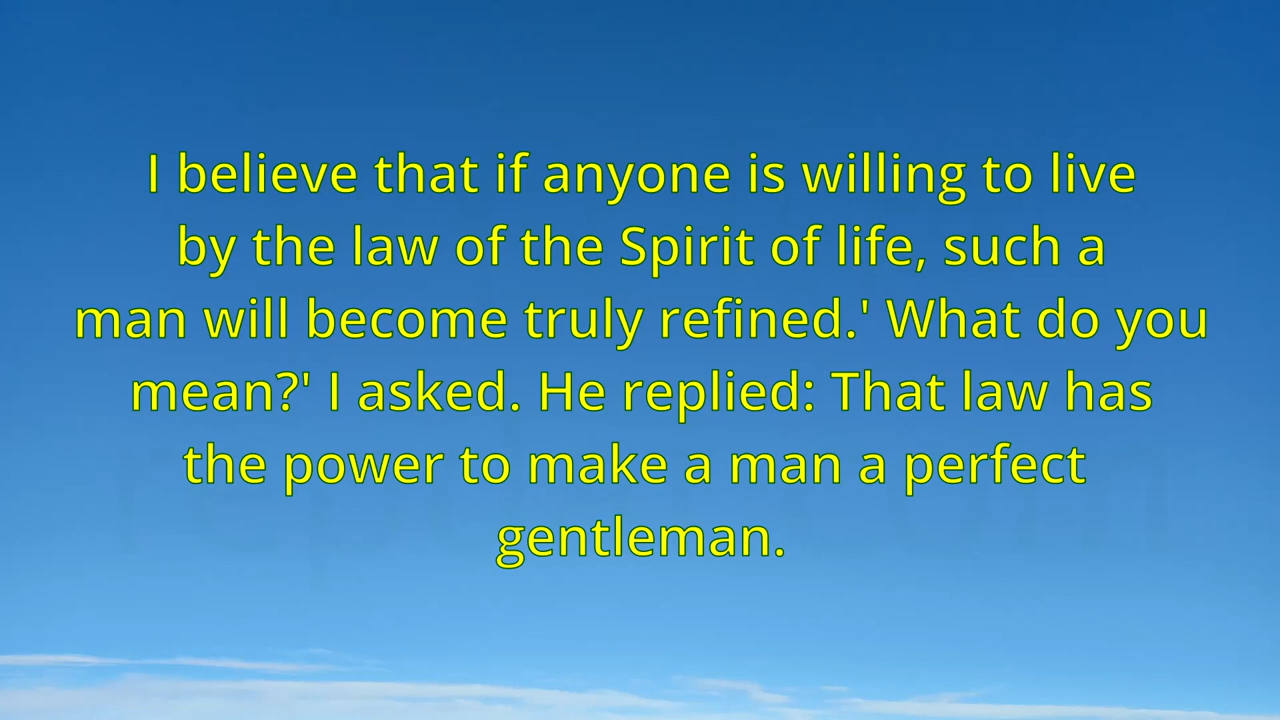 I believe that if anyone is willing to live
by the law of the Spirit of life, such a
man will become truly refined.' What do you
mean?' I asked. He replied: That law has
the power to make a man a perfect
gentleman.